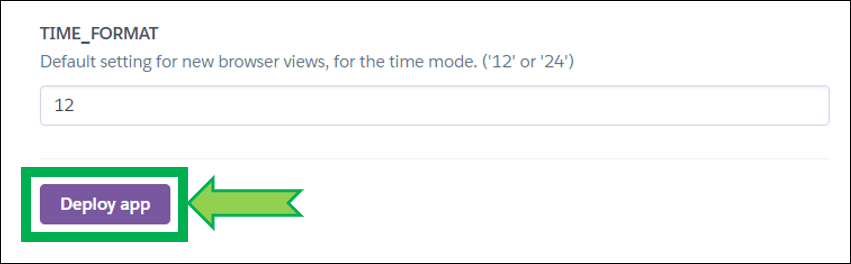 TIME_FORMAT
Default setting for new browser views, for the time mode. ('12' or '24')
12
Deploy app